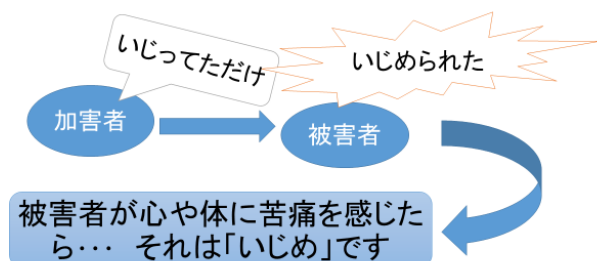 いじってただけ
いじめられた
加害者
被害者
被害者が心や体に苦痛を感じた
ら･･･ それは「いじめ」です